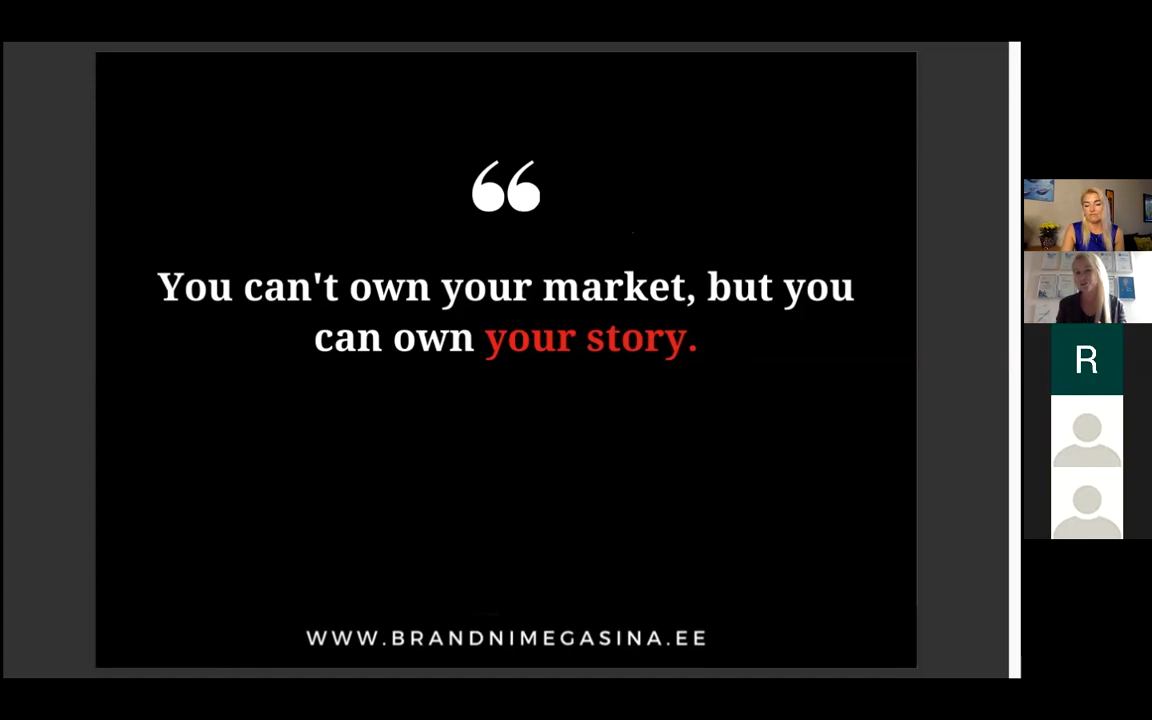 “
You can't own your market, but you
can own your story.
WWW.BRANDNIMEGASINA.EE
R